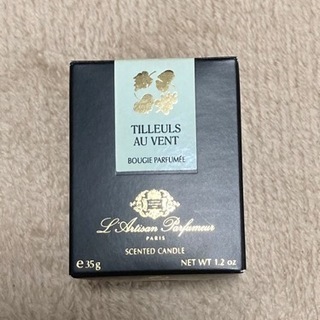 TILLEULS
AU VENT
BOUGIE PARFUMÉE
L'Artisan Parfumeur
PARIS
SCENTED CANDLE
e 35g NET WT 1.2 oz